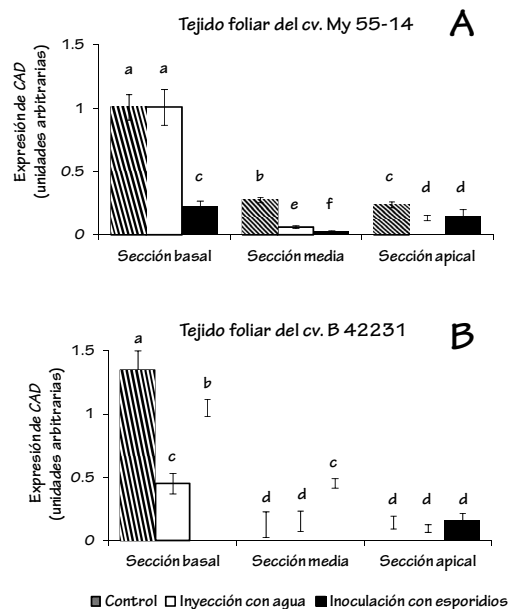 Tejido foliar del cv. My 55-14
A
Expresión de CAD
(unidades arbitrarias)
1.5
1
0.5
0
a
a
c
b
e
f
c
d
d
Sección basal
Sección media
Sección apical
Tejido foliar del cv. B 42231
B
Expresión de CAD
(unidades arbitrarias)
1.5
1
0.5
0
a
c
b
d
d
c
d
d
d
Sección basal
Sección media
Sección apical
Control
Inyección con agua
Inoculación con esporidios